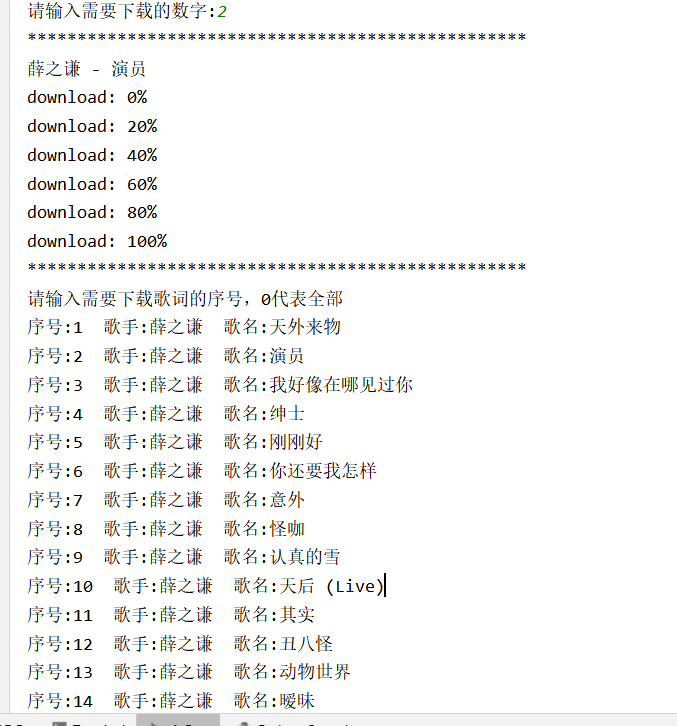 请输入需要下载的数字:2
**************************************************
薛之谦 - 演员
download: 0%
download: 20%
download: 40%
download: 60%
download: 80%
download: 100%
**************************************************
请输入需要下载歌词的序号，0代表全部
序号:1  歌手:薛之谦  歌名:天外来物
序号:2  歌手:薛之谦  歌名:演员
序号:3  歌手:薛之谦  歌名:我好像在哪见过你
序号:4  歌手:薛之谦  歌名:绅士
序号:5  歌手:薛之谦  歌名:刚刚好
序号:6  歌手:薛之谦  歌名:你还要我怎样
序号:7  歌手:薛之谦  歌名:意外
序号:8  歌手:薛之谦  歌名:怪咖
序号:9  歌手:薛之谦  歌名:认真的雪
序号:10  歌手:薛之谦  歌名:天后 (Live)
序号:11  歌手:薛之谦  歌名:其实
序号:12  歌手:薛之谦  歌名:丑八怪
序号:13  歌手:薛之谦  歌名:动物世界
序号:14  歌手:薛之谦  歌名:暧昧